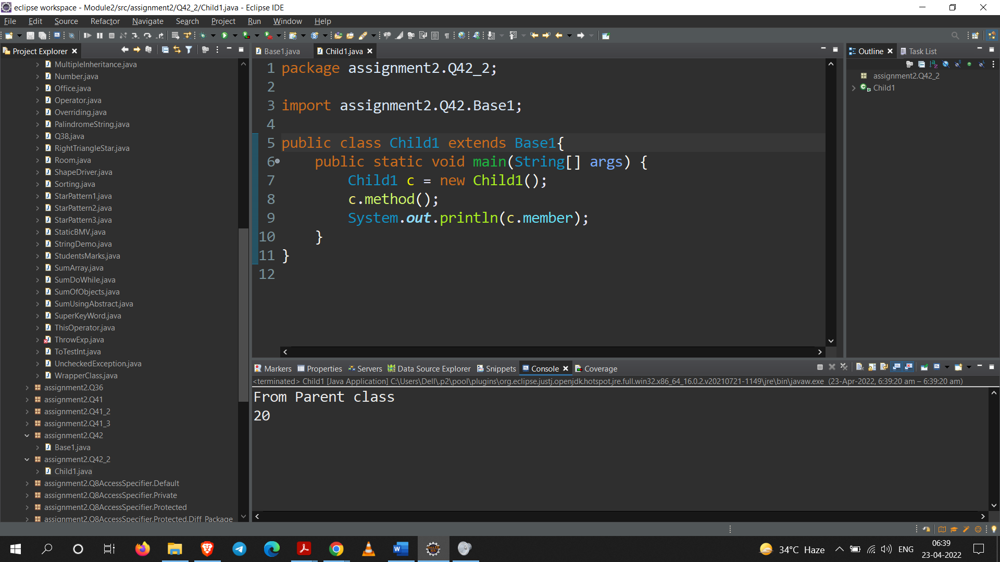 eclipse workspace - Module2/src/assignment2/Q42_2/Child1.java - Eclipse IDE
File Edit Source Refactor Navigate Search Project Run Window Help
Project Explorer
MultipleInheritance.java
Number.java
Office.java
Operator.java
Overriding.java
PalindromeString.java
Q38.java
RightTriangleStar.java
Room.java
ShapeDriver.java
Sorting.java
StarPattern1.java
StarPattern2.java
StarPattern3.java
StaticBMV.java
StringDemo.java
StudentsMarks.java
SumArray.java
SumDoWhile.java
SumOfObjects.java
SumUsingAbstract.java
SuperKeyWord.java
ThisOperator.java
ThrowExp.java
ToTestInt.java
UncheckedException.java
WrapperClass.java
assignment2.Q36
assignment2.Q41
assignment2.Q41_2
assignment2.Q41_3
assignment2.Q42
Base1.java
assignment2.Q42_2
Child1.java
assignment2.Q8AccessSpecifier.Default
assignment2.Q8AccessSpecifier.Private
assignment2.Q8AccessSpecifier.Protected
assignment2.Q8AccessSpecifier.Protected.Diff_Package
Base1.java Child1.java
1 package assignment2.Q42_2;
2
3 import assignment2.Q42.Base1;
4
5 public class Child1 extends Base1{
6 public static void main(String[] args) {
7 Child1 c = new Child1();
8 c.method();
9 System.out.println(c.member);
10 }
11 }
12
Outline Task List
assignment2.Q42_2
Child1
Markers Properties Servers Data Source Explorer Snippets Console Coverage
<terminated> Child1 [Java Application] C:\Users\Dell\.p2\pool\plugins\org.eclipse.justj.openjdk.hotspot.jre.full.win32.x86_64_16.0.2.v20210721-1149\jre\bin\javaw.exe (23-Apr-2022, 6:39:20 am – 6:39:20 am)
From Parent class
20
34°C Haze ENG 06:39
23-04-2022